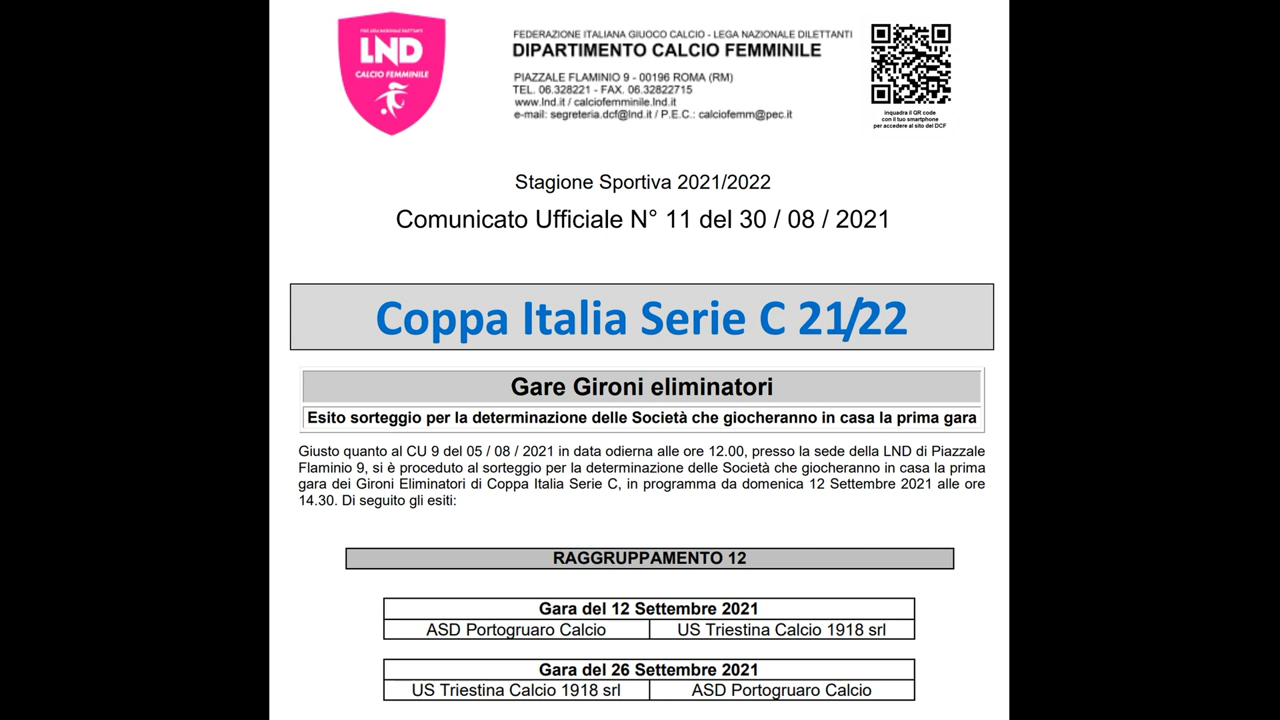 LND
CALCIO FEMMINILE
FEDERAZIONE ITALIANA GIUOCO CALCIO - LEGA NAZIONALE DILETTANTI
DIPARTIMENTO CALCIO FEMMINILE
PIAZZALE FLAMINIO 9 - 00196 ROMA (RM)
TEL. 06.328221 - FAX. 06.32822715
www.lnd.it / calciofemminile.lnd.it
e-mail: segreteria.dcf@lnd.it / P.E.C.: calciofemm@pec.it
Inquadra il QR code
con il tuo smartphone
per accedere al sito del DCF
Stagione Sportiva 2021/2022
Comunicato Ufficiale N° 11 del 30 / 08 / 2021
Coppa Italia Serie C 21/22
Gare Gironi eliminatori
Esito sorteggio per la determinazione delle Società che giocheranno in casa la prima gara
Giusto quanto al CU 9 del 05 / 08 / 2021 in data odierna alle ore 12.00, presso la sede della LND di Piazzale
Flaminio 9, si è proceduto al sorteggio per la determinazione delle Società che giocheranno in casa la prima
gara dei Gironi Eliminatori di Coppa Italia Serie C, in programma da domenica 12 Settembre 2021 alle ore
14.30. Di seguito gli esiti:
RAGGRUPPAMENTO 12
Gara del 12 Settembre 2021
ASD Portogruaro Calcio US Triestina Calcio 1918 srl
Gara del 26 Settembre 2021
US Triestina Calcio 1918 srl ASD Portogruaro Calcio